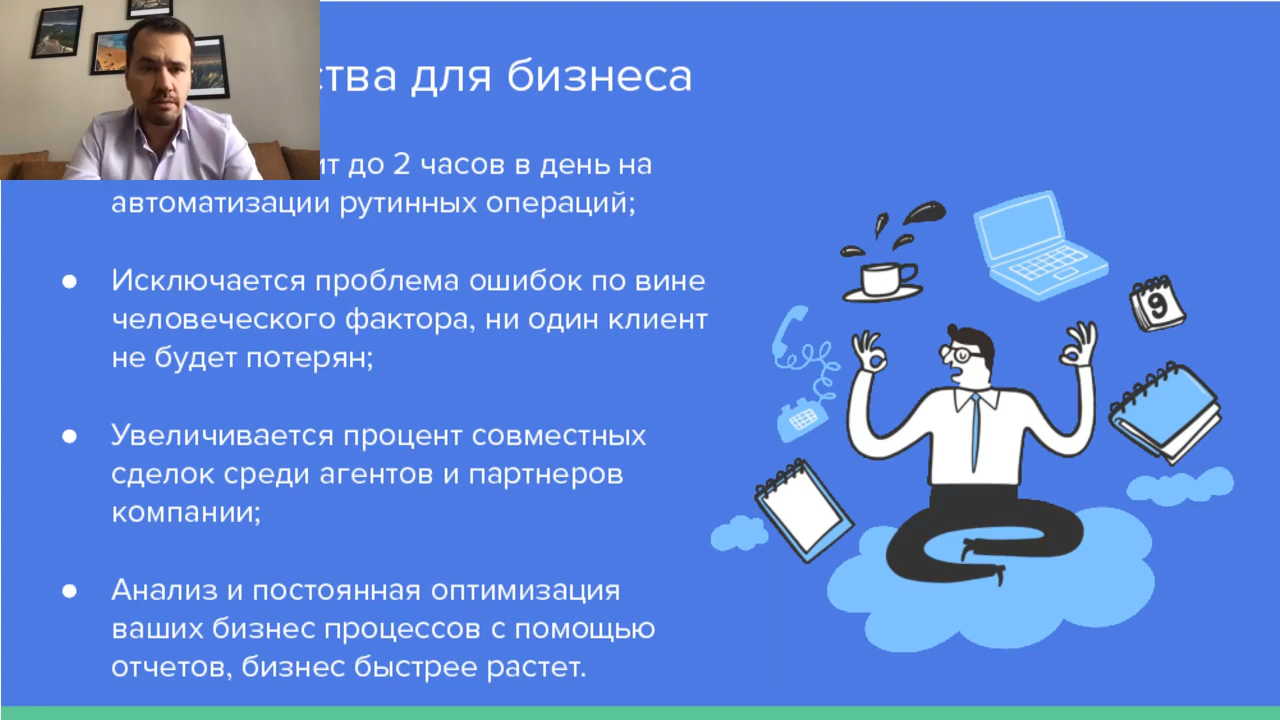 для бизнеса
до 2 часов в день на
автоматизации рутинных операций;
● Исключается проблема ошибок по вине
человеческого фактора, ни один клиент
не будет потерян;
● Увеличивается процент совместных
сделок среди агентов и партнеров
компании;
● Анализ и постоянная оптимизация
ваших бизнес процессов с помощью
отчетов, бизнес быстрее растет.
9